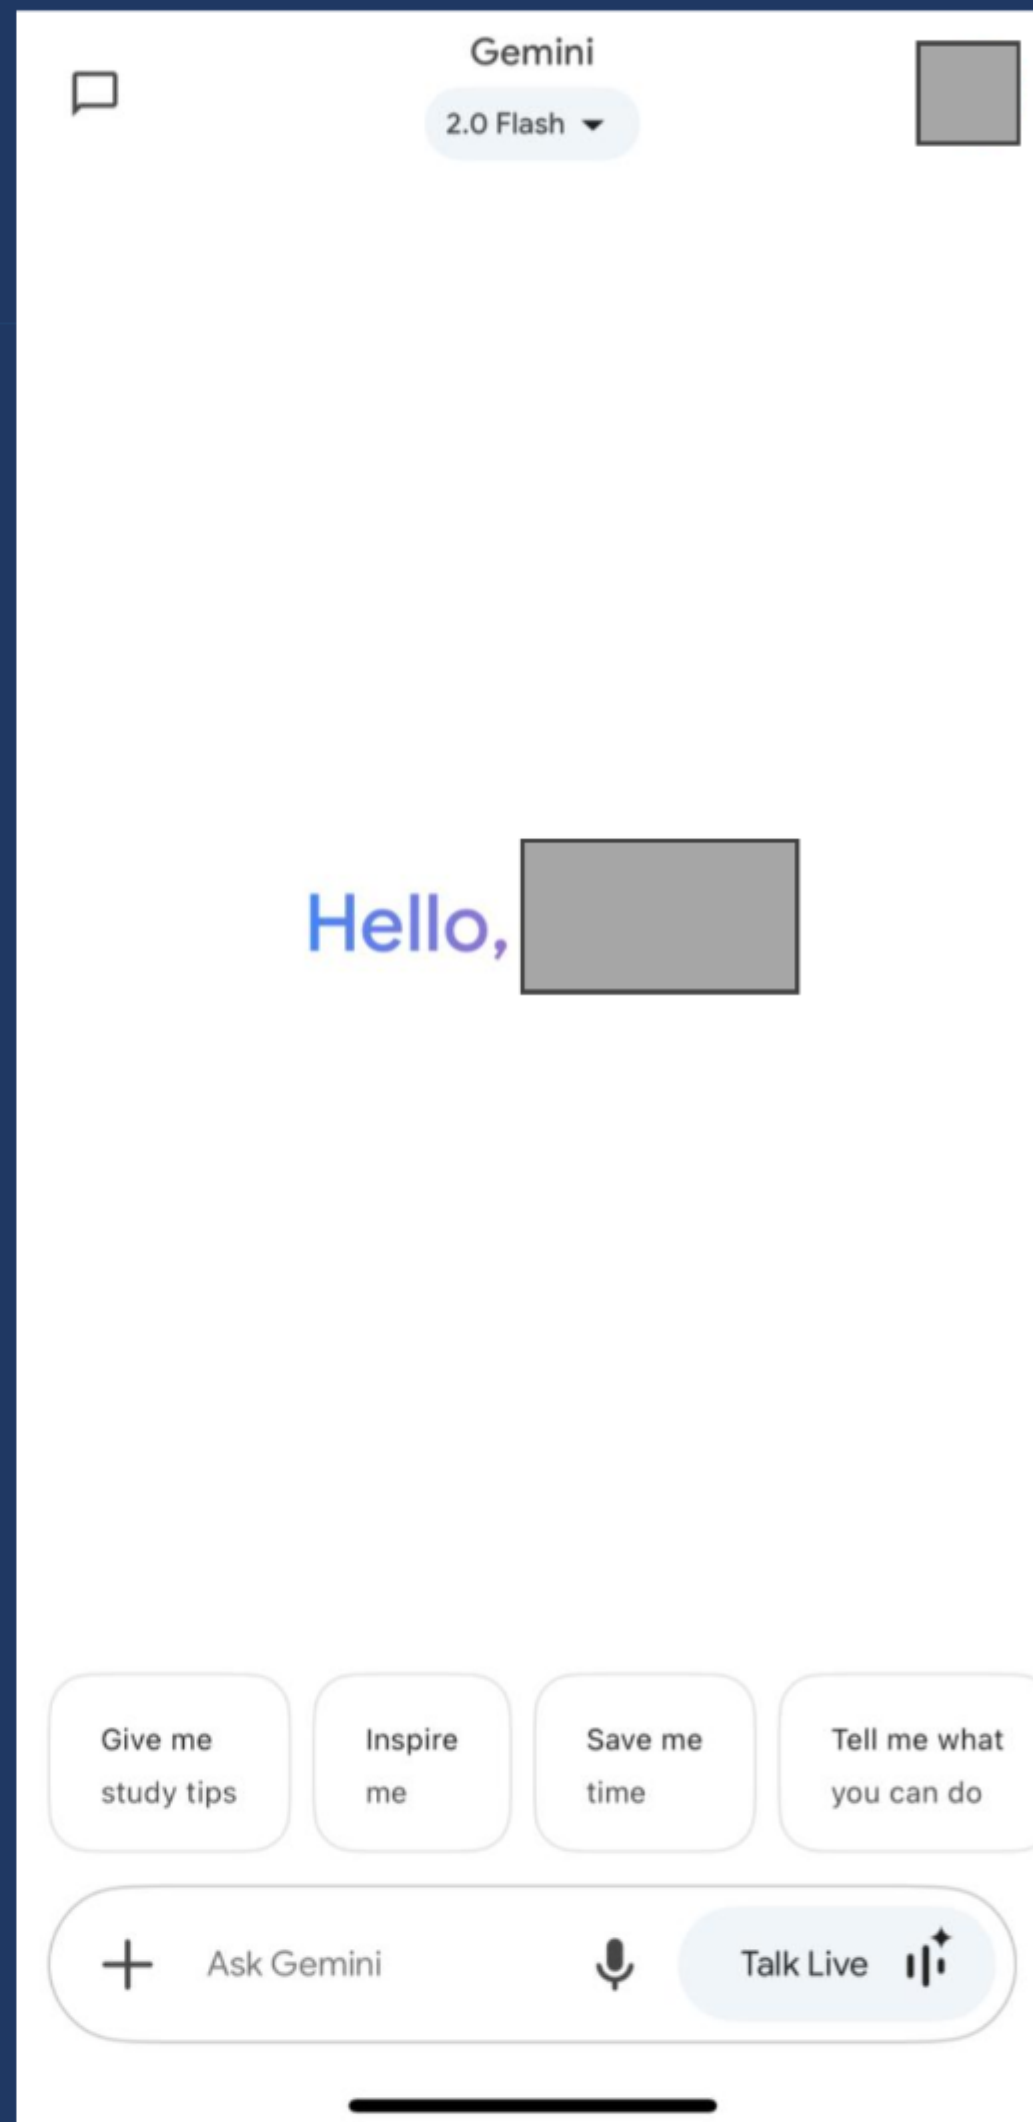 Gemini
2.0 Flash
Hello,
Give me
study tips
Inspire
me
Save me
time
Tell me what
you can do
Ask Gemini
Talk Live